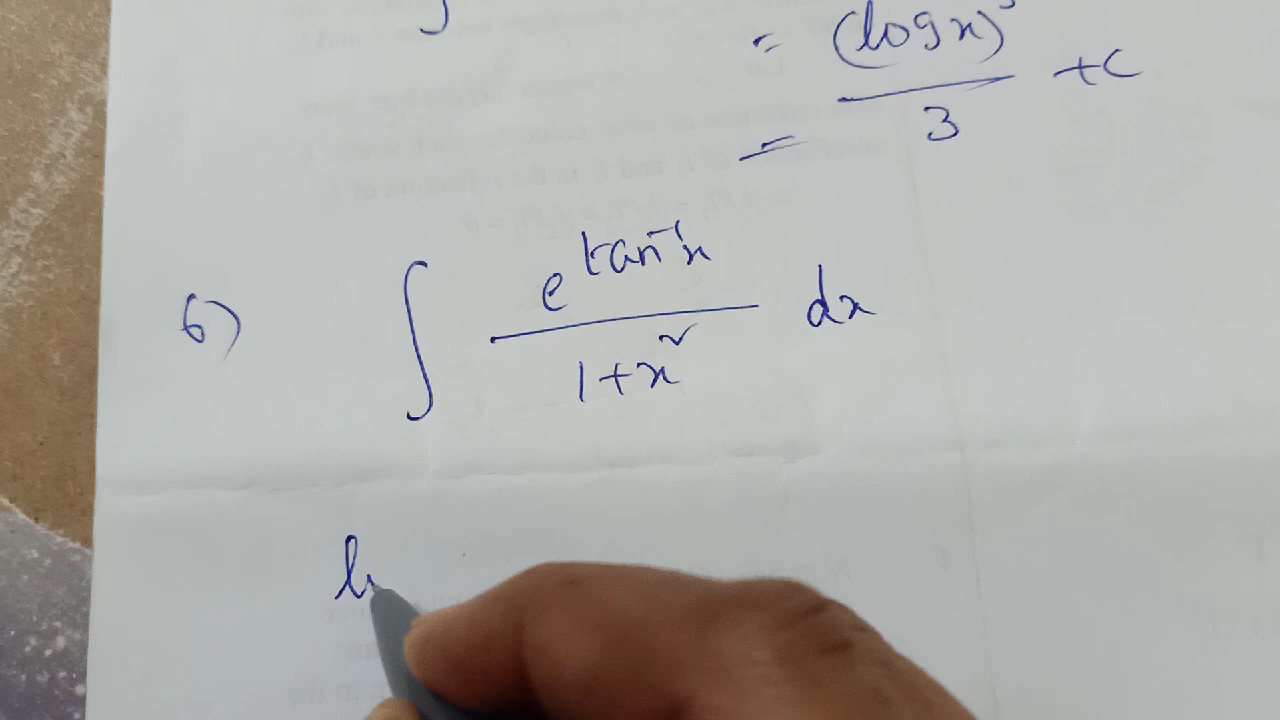 = (log x)³ / 3 + c
6) ∫ e^(tan⁻¹x) / (1+x²) dx